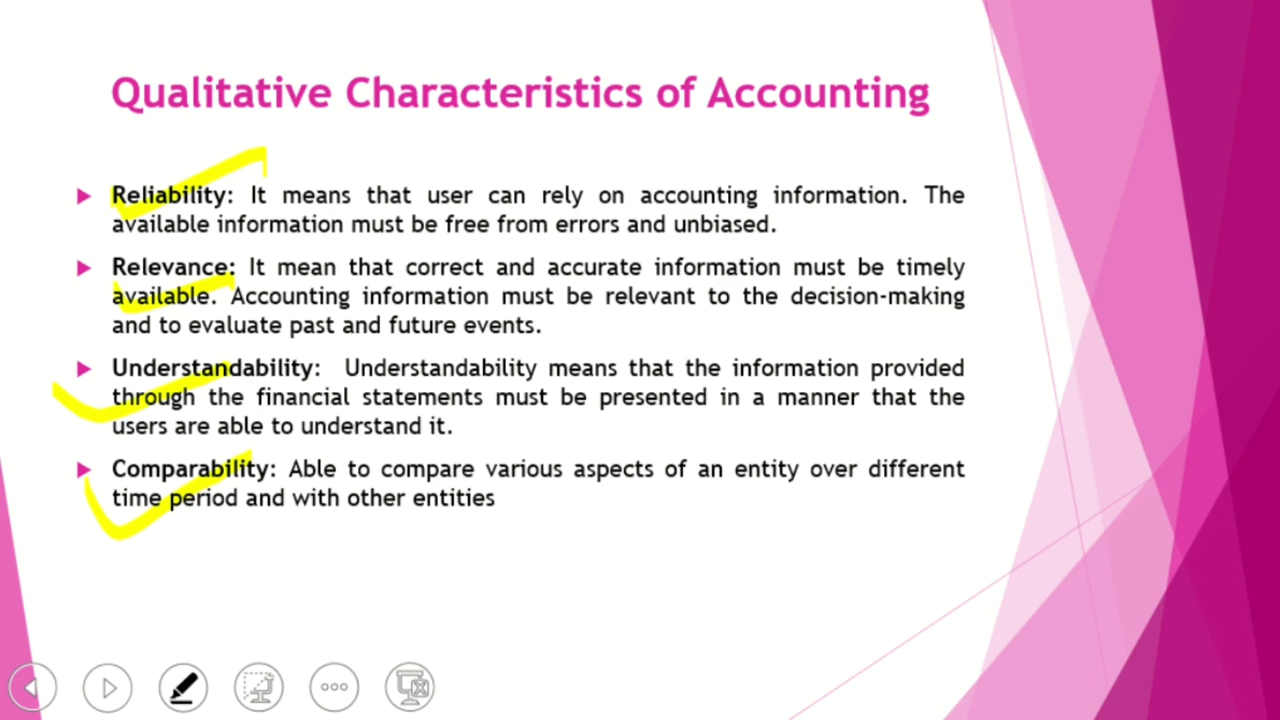 Qualitative Characteristics of Accounting
Reliability: It means that user can rely on accounting information. The
available information must be free from errors and unbiased.
Relevance: It mean that correct and accurate information must be timely
available. Accounting information must be relevant to the decision-making
and to evaluate past and future events.
Understandability: Understandability means that the information provided
through the financial statements must be presented in a manner that the
users are able to understand it.
Comparability: Able to compare various aspects of an entity over different
time period and with other entities